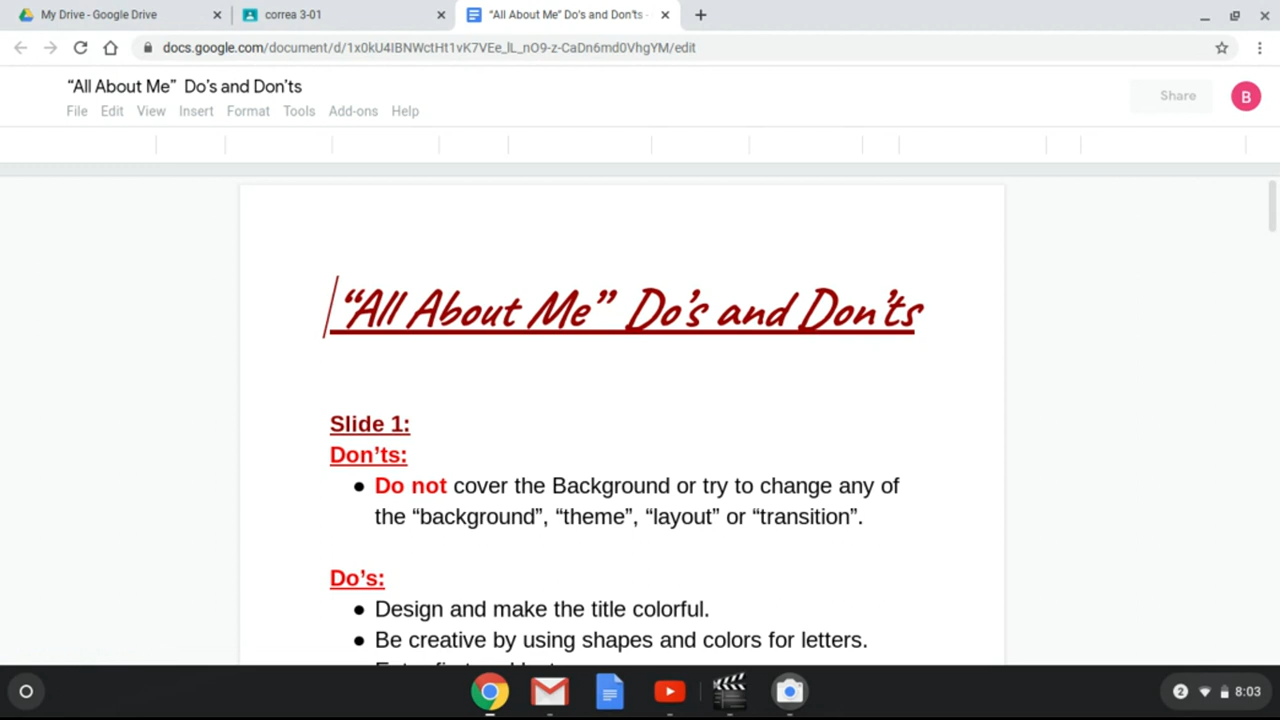 My Drive - Google Drive
correa 3-01
“All About Me” Do’s and Don’ts -
docs.google.com/document/d/1x0kU4IBNWctHt1vK7VEe_lL_nO9-z-CaDn6md0VhgYM/edit
“All About Me”  Do’s and Don’ts
File Edit View Insert Format Tools Add-ons Help
Share
B
“All About Me” Do’s and Don’ts
Slide 1:
Don’ts:
● Do not cover the Background or try to change any of
the “background”, “theme”, “layout” or “transition”.
Do’s:
● Design and make the title colorful.
● Be creative by using shapes and colors for letters.
2 8:03